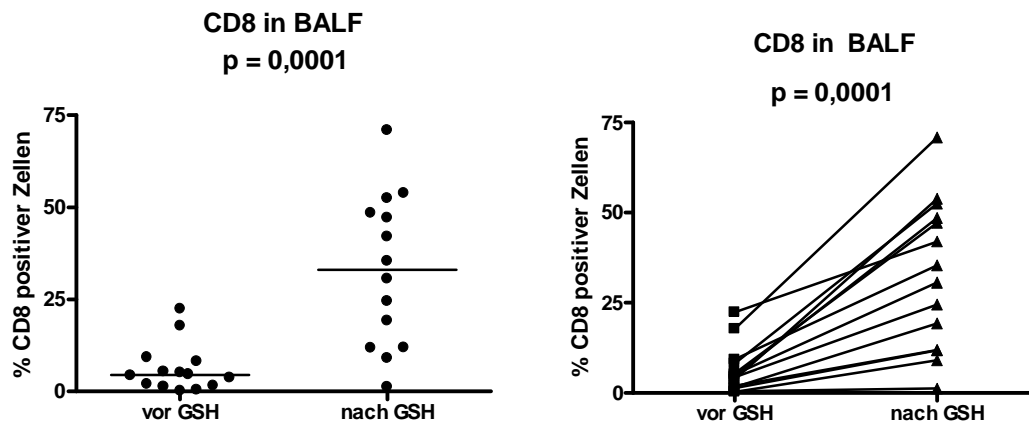 CD8 in BALF
p = 0,0001
% CD8 positiver Zellen
75
50
25
0
vor GSH
nach GSH
CD8 in BALF
p = 0,0001
% CD8 positiver Zellen
75
50
25
0
vor GSH
nach GSH